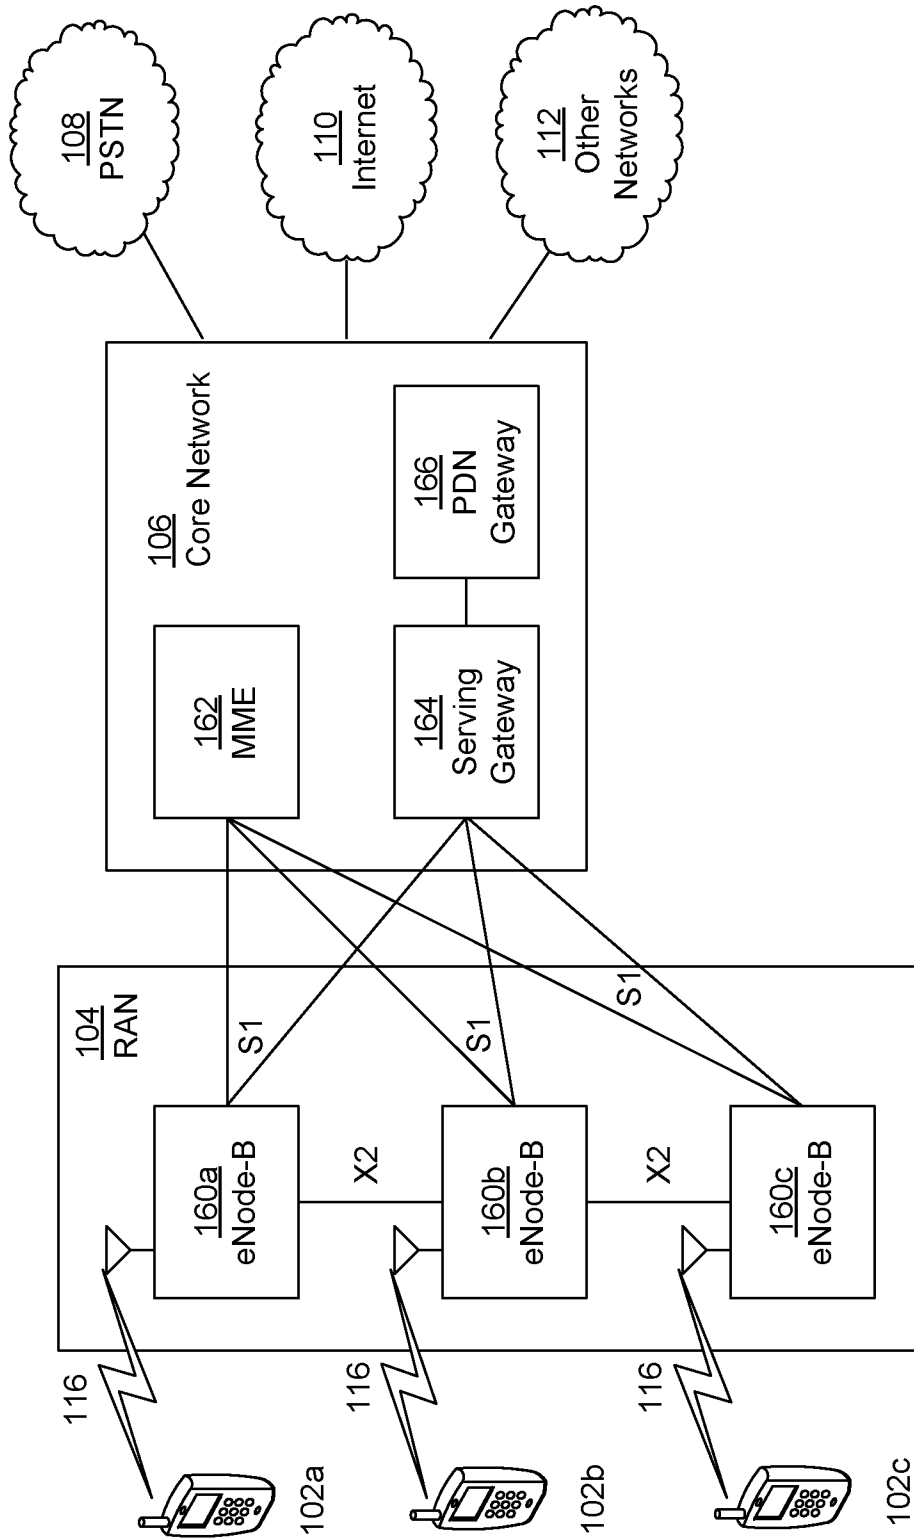 108
PSTN
110
Internet
112
Other
Networks
106
Core Network
162
MME
164
Serving
Gateway
166
PDN
Gateway
104
RAN
S1
S1
S1
160a
eNode-B
X2
160b
eNode-B
X2
160c
eNode-B
116
116
116
102a
102b
102c